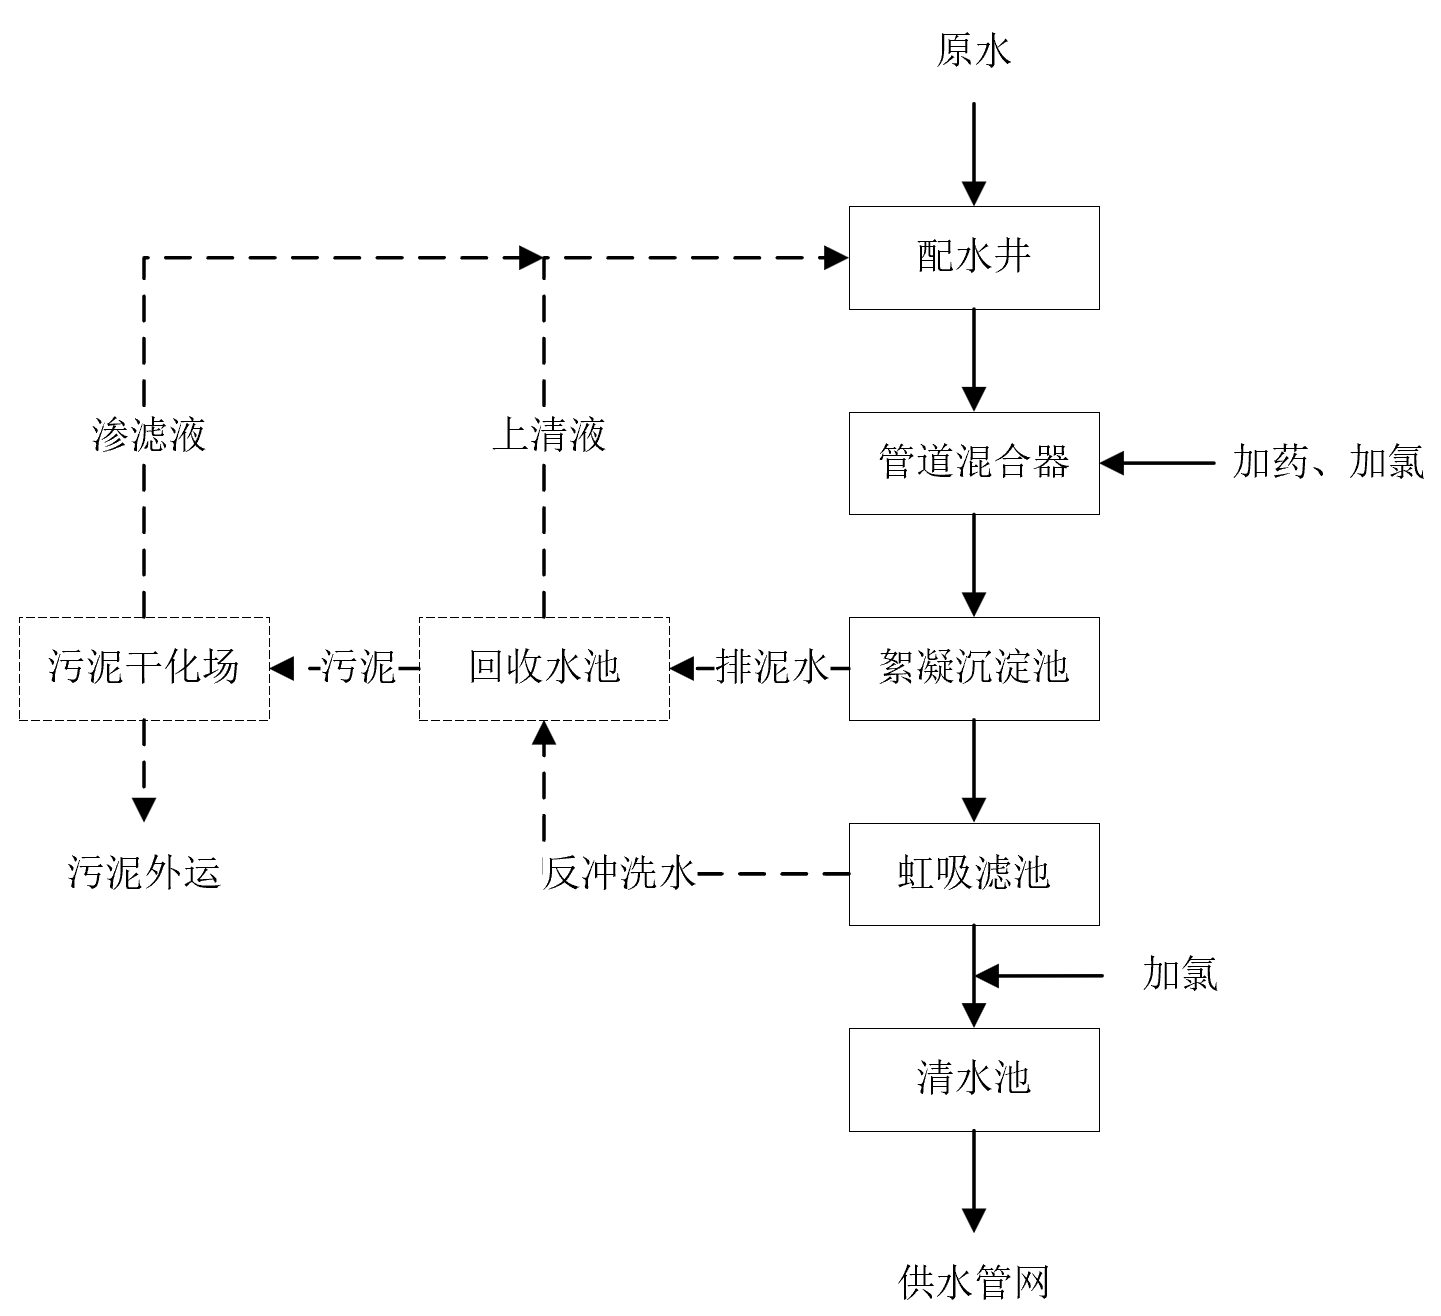 原水
配水井
渗滤液
上清液
管道混合器
加药、加氯
污泥干化场
污泥
回收水池
排泥水
絮凝沉淀池
污泥外运
反冲洗水
虹吸滤池
加氯
清水池
供水管网